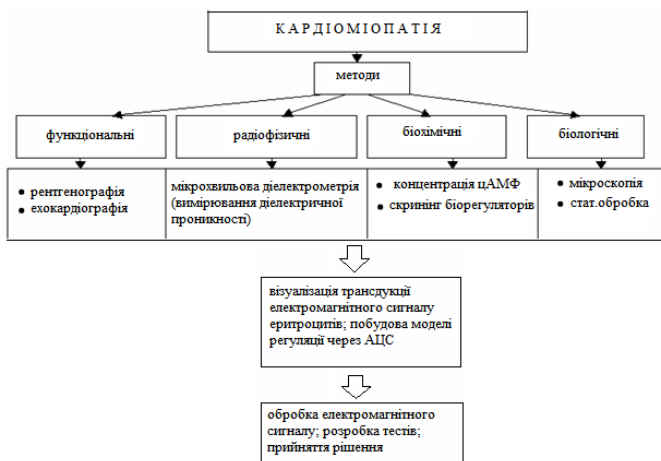 КАРДІОМІОПАТІЯ
методи
функціональні
радіофізичні
біохімічні
біологічні
• рентгенографія
• ехокардіографія
мікрохвильова діелектрометрія
(вимірювання діелектричної
проникності)
• концентрація цАМФ
• скринінг біорегуляторів
• мікроскопія
• стат.обробка
візуалізація трансдукції
електромагнітного сигналу
еритроцитів; побудова моделі
регуляції через АЦС
обробка електромагнітного
сигналу; розробка тестів;
прийняття рішення